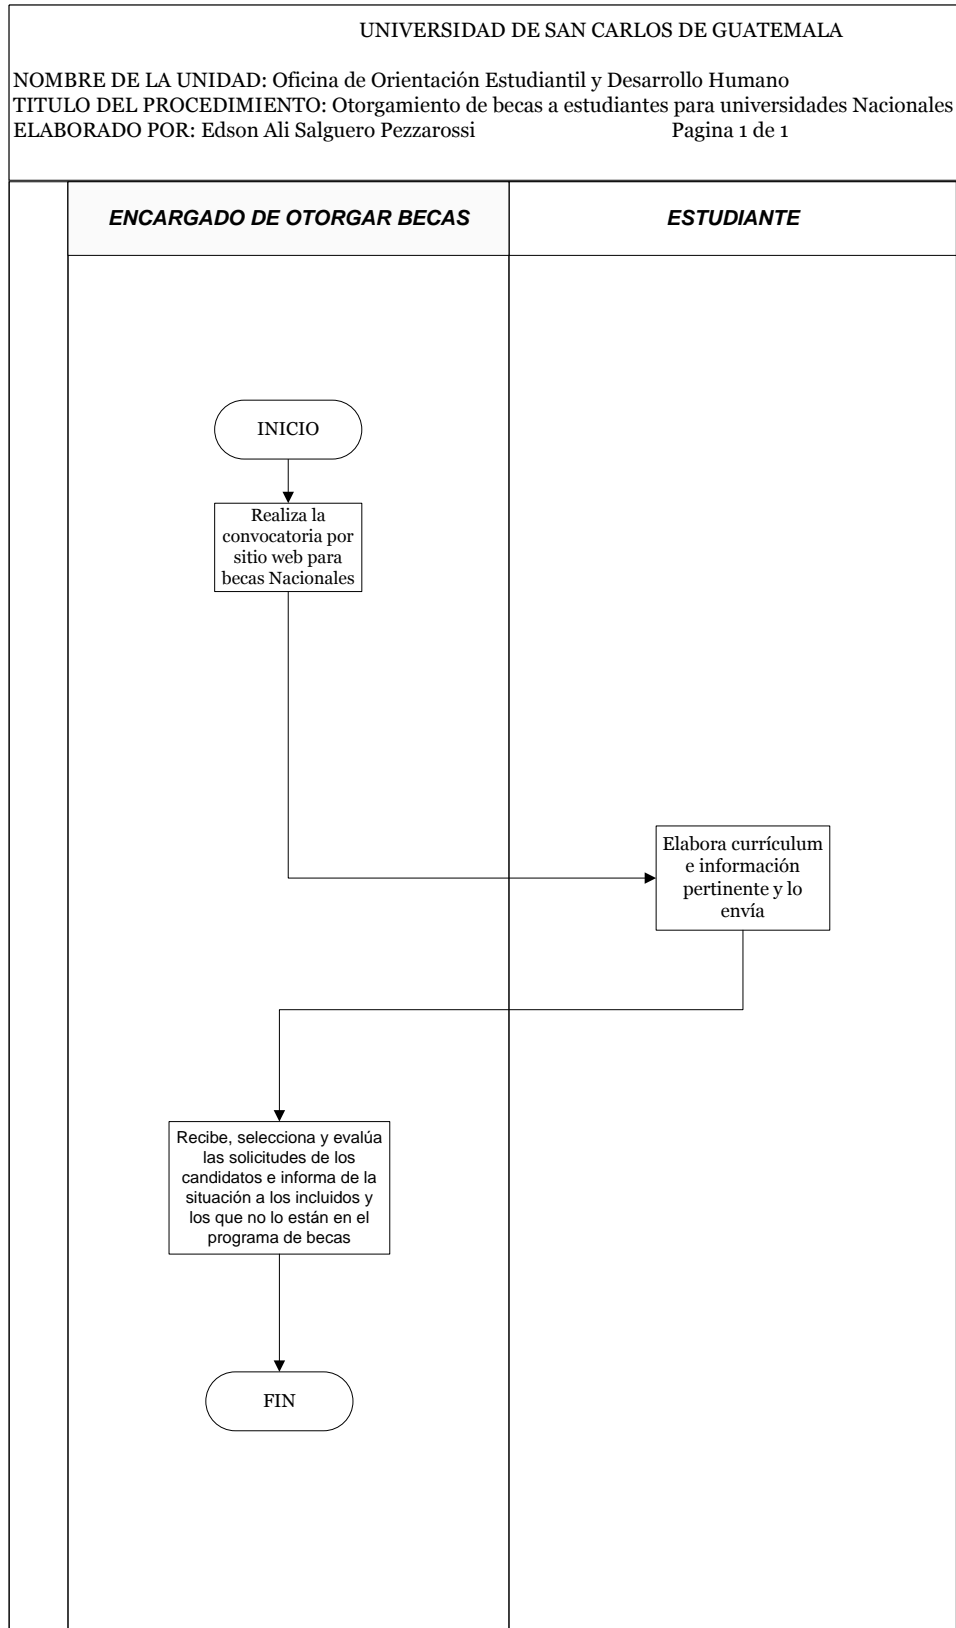 UNIVERSIDAD DE SAN CARLOS DE GUATEMALA
NOMBRE DE LA UNIDAD: Oficina de Orientación Estudiantil y Desarrollo Humano
TITULO DEL PROCEDIMIENTO: Otorgamiento de becas a estudiantes para universidades Nacionales
ELABORADO POR: Edson Ali Salguero Pezzarossi Pagina 1 de 1
ENCARGADO DE OTORGAR BECAS
ESTUDIANTE
INICIO
Realiza la
convocatoria por
sitio web para
becas Nacionales
Elabora currículum
e información
pertinente y lo
envía
Recibe, selecciona y evalúa
las solicitudes de los
candidatos e informa de la
situación a los incluidos y
los que no lo están en el
programa de becas
FIN